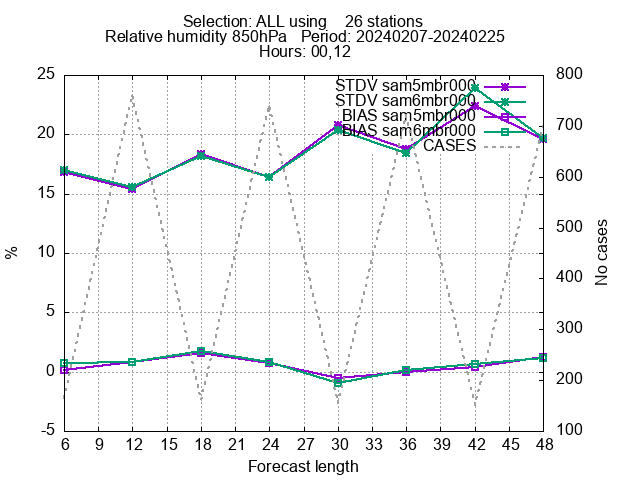 Selection: ALL using    26 stations
Relative humidity 850hPa   Period: 20240207-20240225
Hours: 00,12
25
20
15
10
5
0
-5
%
800
700
600
500
400
300
200
100
No cases
STDV sam5mbr000
STDV sam6mbr000
BIAS sam5mbr000
BIAS sam6mbr000
CASES
6 9 12 15 18 21 24 27 30 33 36 39 42 45 48
Forecast length